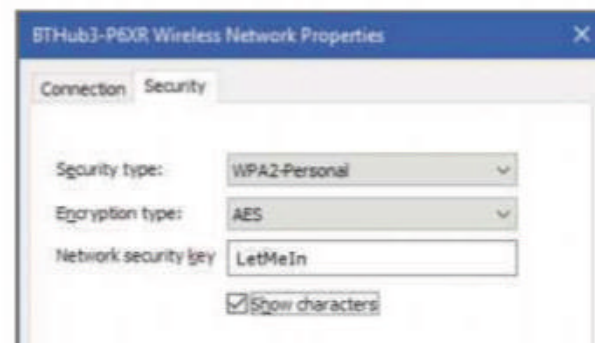 BTHub3-P6XR Wireless Network Properties
Connection Security
Security type: WPA2-Personal
Encryption type: AES
Network security key LetMeIn
Show characters